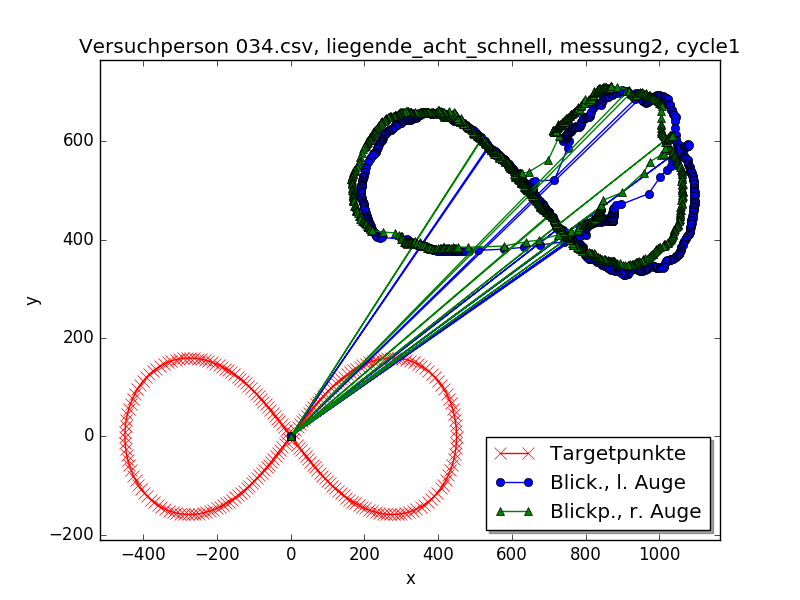 Versuchperson 034.csv, liegende_acht_schnell, messung2, cycle1
y
600
400
200
0
−200
−400
−200
0
200
400
600
800
1000
x
Targetpunkte
Blick., l. Auge
Blickp., r. Auge